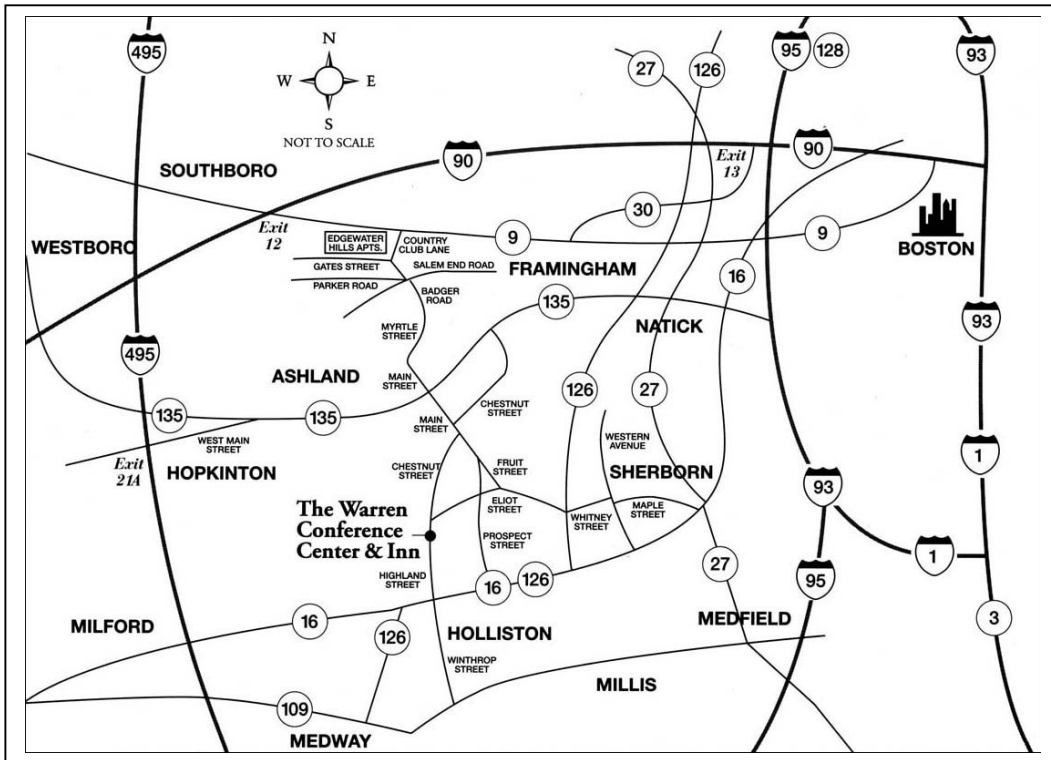 495
95
128
93
27
126
N
W
E
S
NOT TO SCALE
90
Exit
13
90
SOUTHBORO
30
Exit
12
9
9
WESTBORO
EDGEWATER
HILLS APTS.
COUNTRY
CLUB LANE
BOSTON
GATES STREET
SALEM END ROAD
FRAMINGHAM
16
PARKER ROAD
BADGER
ROAD
135
93
MYRTLE
STREET
NATICK
495
ASHLAND
MAIN
STREET
126
27
135
135
MAIN
STREET
CHESTNUT
STREET
WEST MAIN
STREET
WESTERN
AVENUE
Exit
21A
HOPKINTON
CHESTNUT
STREET
FRUIT
STREET
SHERBORN
1
93
The Warren
Conference
Center & Inn
ELIOT
STREET
WHITNEY
STREET
MAPLE
STREET
PROSPECT
STREET
1
27
95
HIGHLAND
STREET
16
126
MILFORD
16
126
HOLLISTON
MEDFIELD
3
WINTHROP
STREET
MILLIS
109
MEDWAY